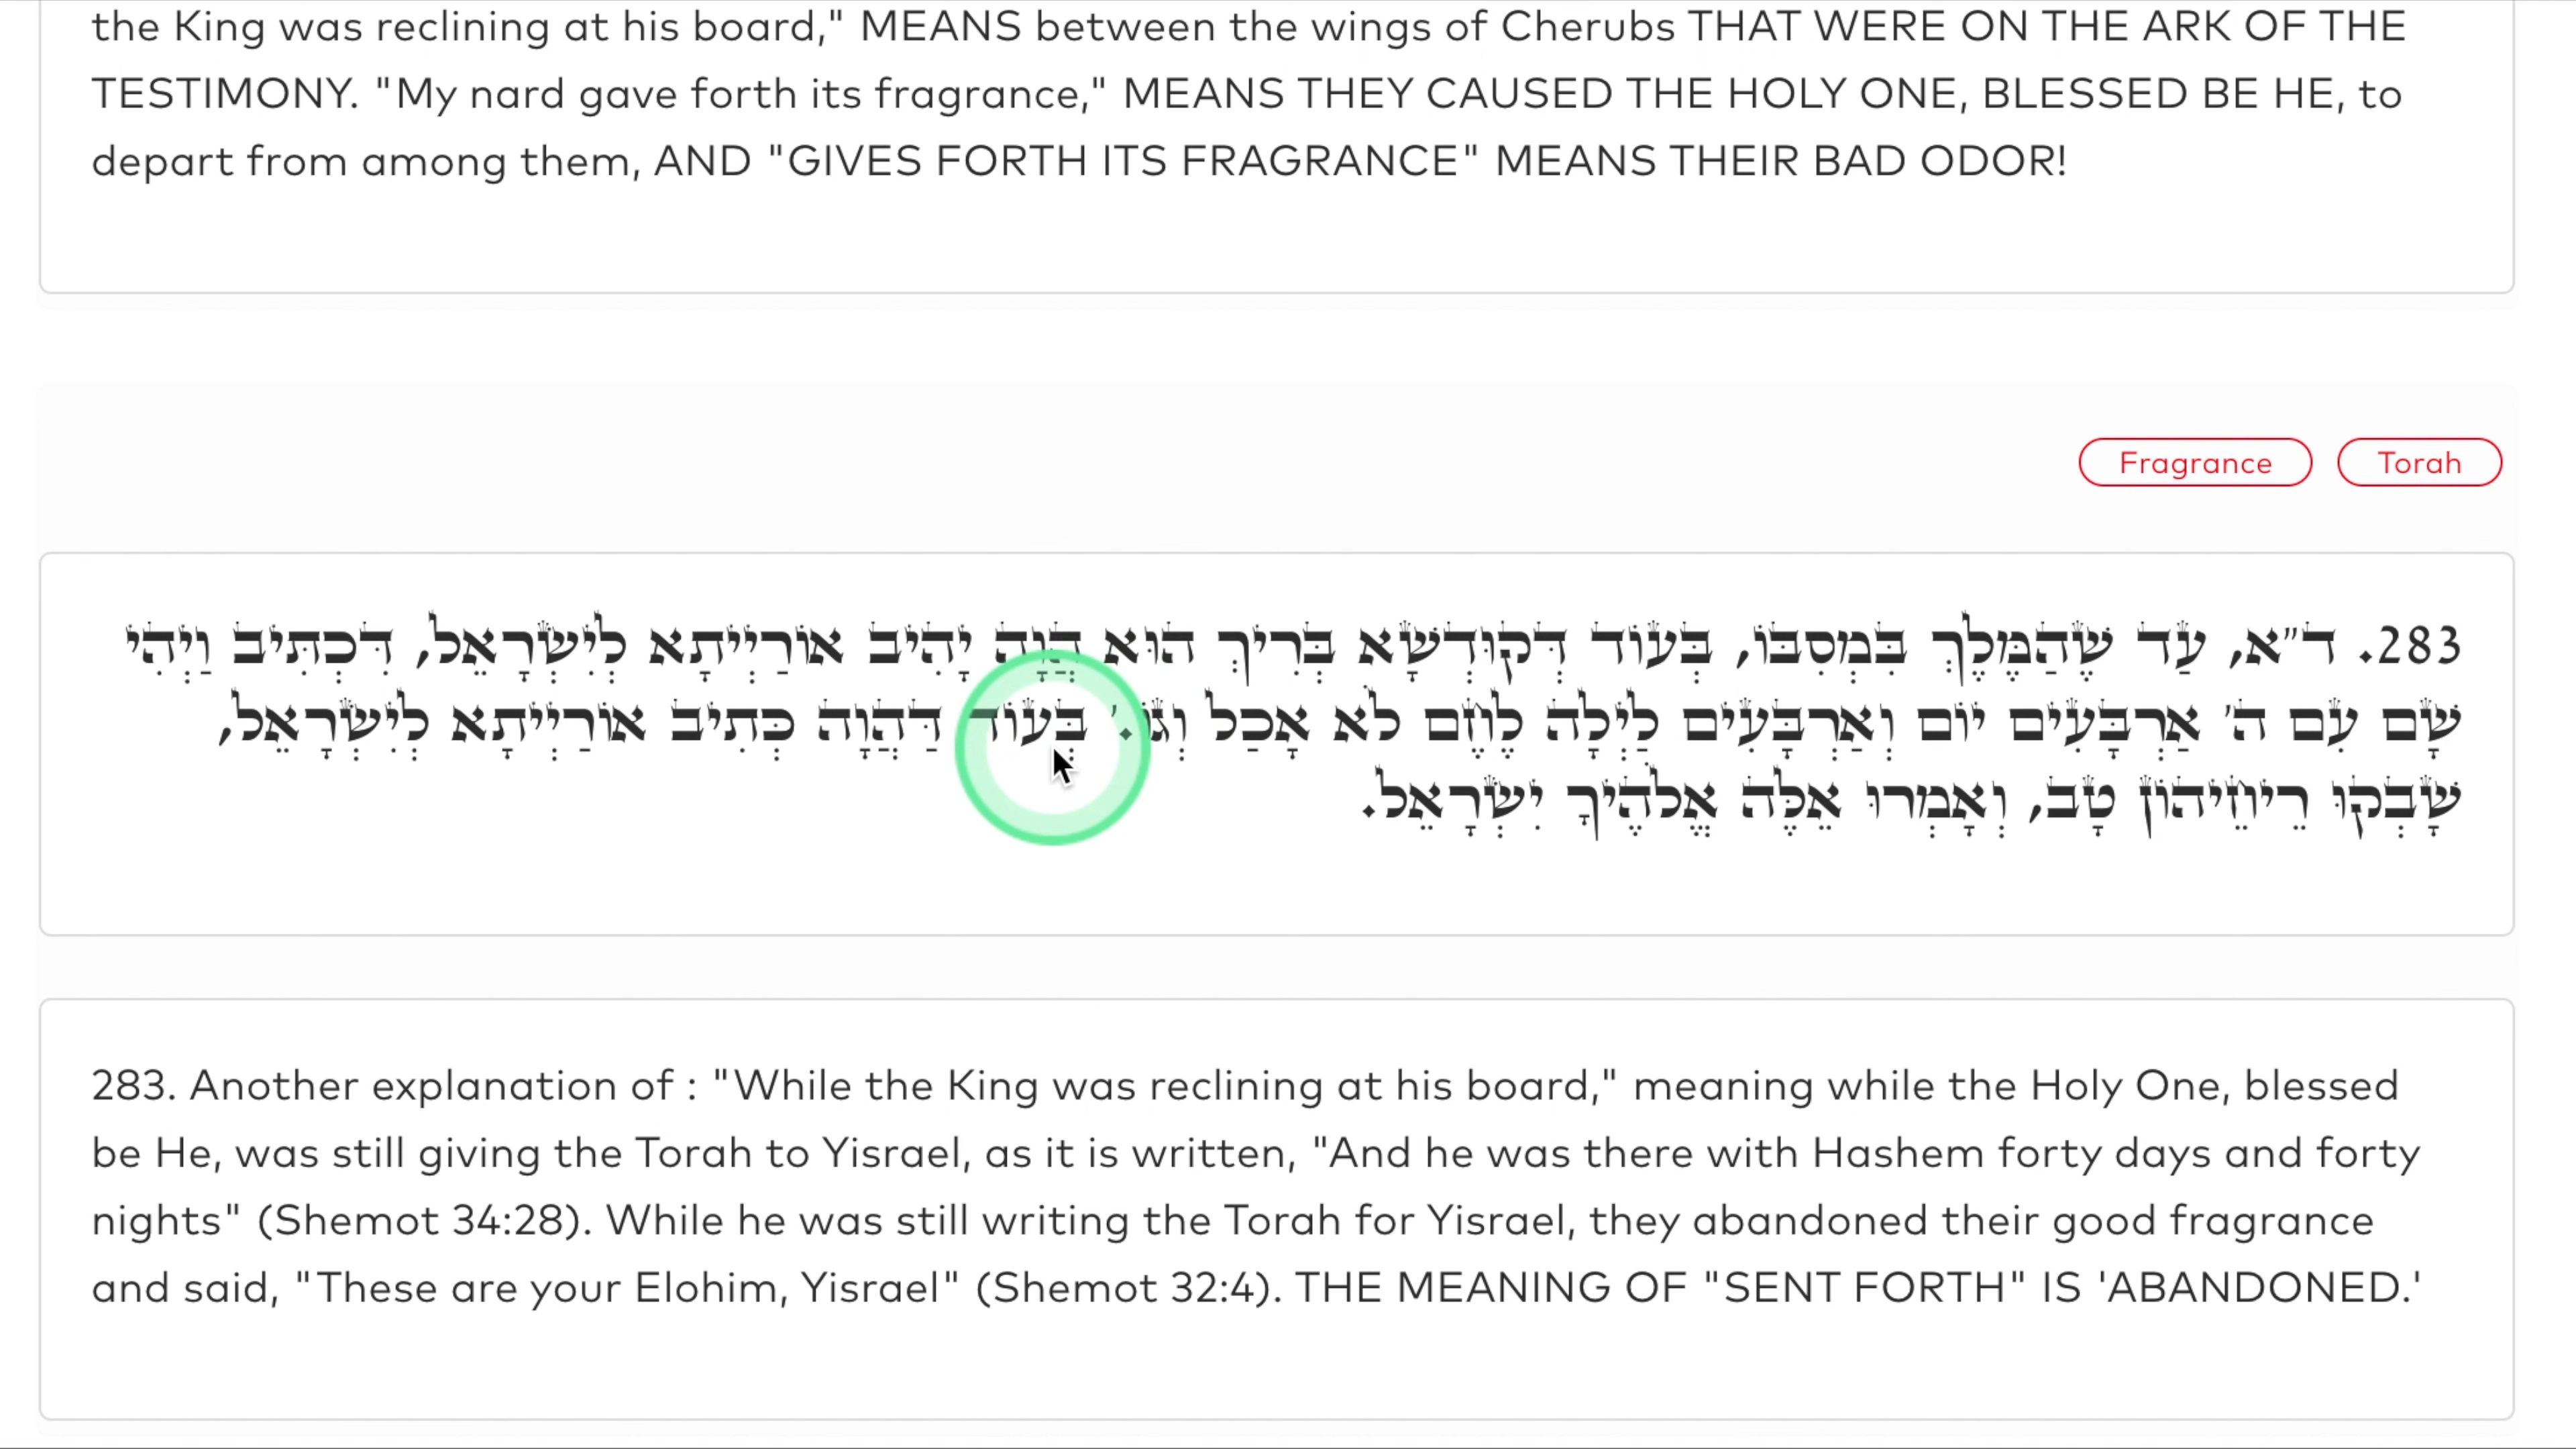 the King was reclining at his board," MEANS between the wings of Cherubs THAT WERE ON THE ARK OF THE
TESTIMONY. "My nard gave forth its fragrance," MEANS THEY CAUSED THE HOLY ONE, BLESSED BE HE, to
depart from among them, AND "GIVES FORTH ITS FRAGRANCE" MEANS THEIR BAD ODOR!
Fragrance
Torah
283. ד״א, עַד שֶׁהַמֶּלֶךְ בִּמְסִבּוֹ, בְּעוֹד דְּקוּדְשָׁא בְּרִיךְ הוּא הֲוָה יָהִיב אוֹרַיְיתָא לְיִשְׂרָאֵל, דִּכְתִּיב וַיְהִי
שָׁם עִם ה' אַרְבָּעִים יוֹם וְאַרְבָּעִים לַיְלָה לֶחֶם לֹא אָכַל וְגוֹ.' בְּעוֹד דַּהֲוָה כְּתִיב אוֹרַיְיתָא לְיִשְׂרָאֵל,
שָׁבְקוּ רֵיחֵיהוֹן טָב, וְאָמְרוּ אֵלֶּה אֱלֹהֶיךָ יִשְׂרָאֵל.
283. Another explanation of : "While the King was reclining at his board," meaning while the Holy One, blessed
be He, was still giving the Torah to Yisrael, as it is written, "And he was there with Hashem forty days and forty
nights" (Shemot 34:28). While he was still writing the Torah for Yisrael, they abandoned their good fragrance
and said, "These are your Elohim, Yisrael" (Shemot 32:4). THE MEANING OF "SENT FORTH" IS 'ABANDONED.'